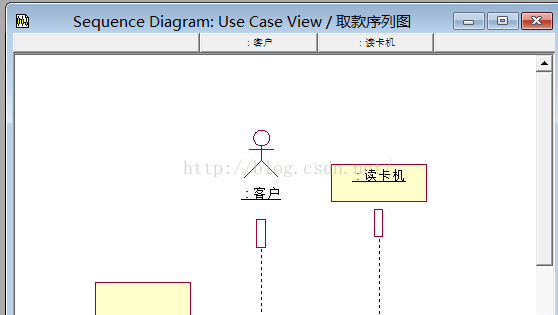 Sequence Diagram: Use Case View / 取款序列图
: 客户
: 读卡机
http://blog.csdn.net/
: 读卡机
: 客户